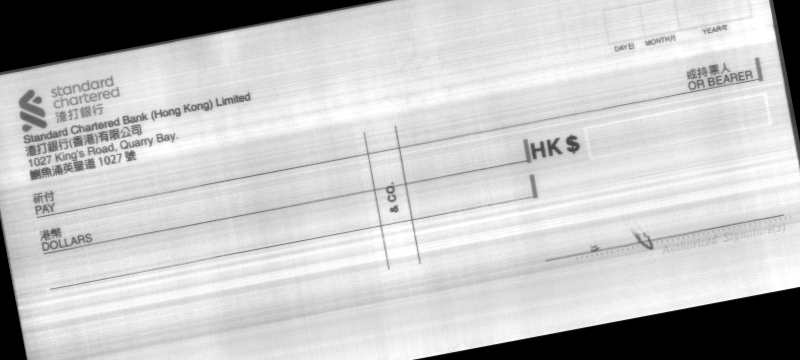 standard
chartered
渣打銀行
Standard Chartered Bank (Hong Kong) Limited
渣打銀行(香港)有限公司
1027 King's Road, Quarry Bay.
鰂魚涌英皇道 1027 號
DAY日 MONTH月 YEAR年
或持票人
OR BEARER
祈付
PAY
HK $
港幣
DOLLARS
& CO.
Authorized Signature(s)